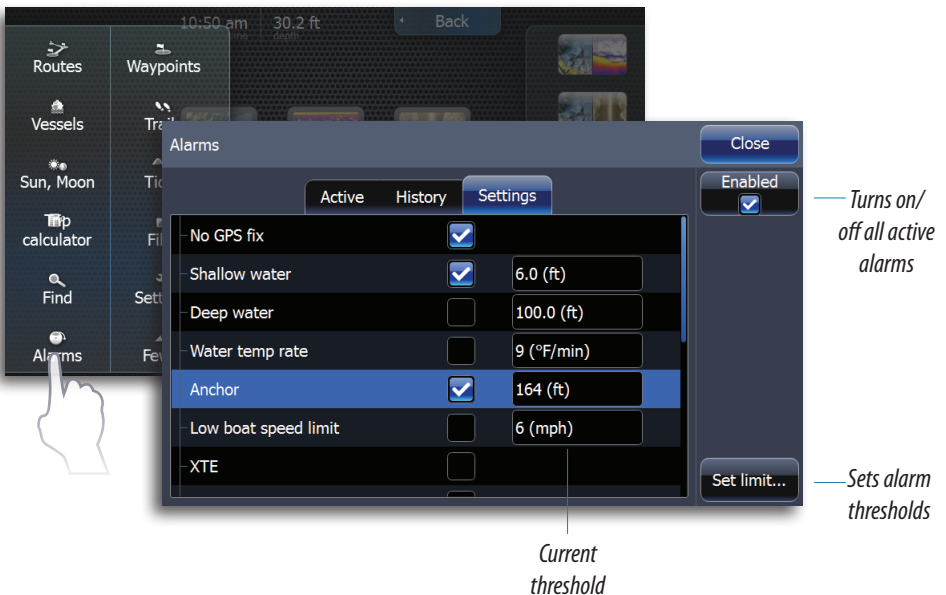 10:50 am 30.2 ft Back
depth
Routes Waypoints
Vessels
Sun, Moon
Trip
calculator
Find
Alarms
Alarms Close
Active History Settings
Enabled
No GPS fix
Shallow water 6.0 (ft)
Deep water 100.0 (ft)
Water temp rate 9 (°F/min)
Anchor 164 (ft)
Low boat speed limit 6 (mph)
XTE
Set limit...
Turns on/
off all active
alarms
Sets alarm
thresholds
Current
threshold